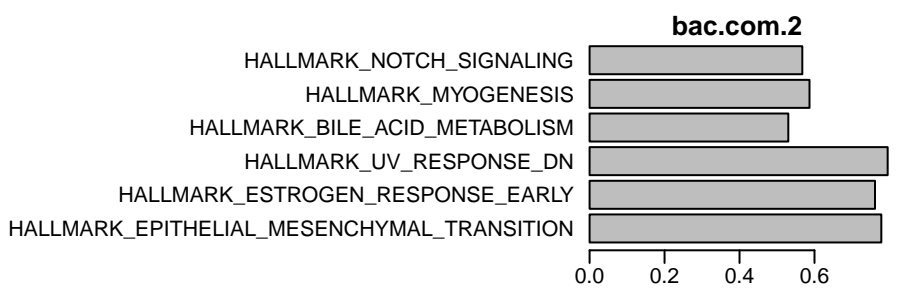 bac.com.2
HALLMARK_NOTCH_SIGNALING
HALLMARK_MYOGENESIS
HALLMARK_BILE_ACID_METABOLISM
HALLMARK_UV_RESPONSE_DN
HALLMARK_ESTROGEN_RESPONSE_EARLY
HALLMARK_EPITHELIAL_MESENCHYMAL_TRANSITION
0.0 0.2 0.4 0.6